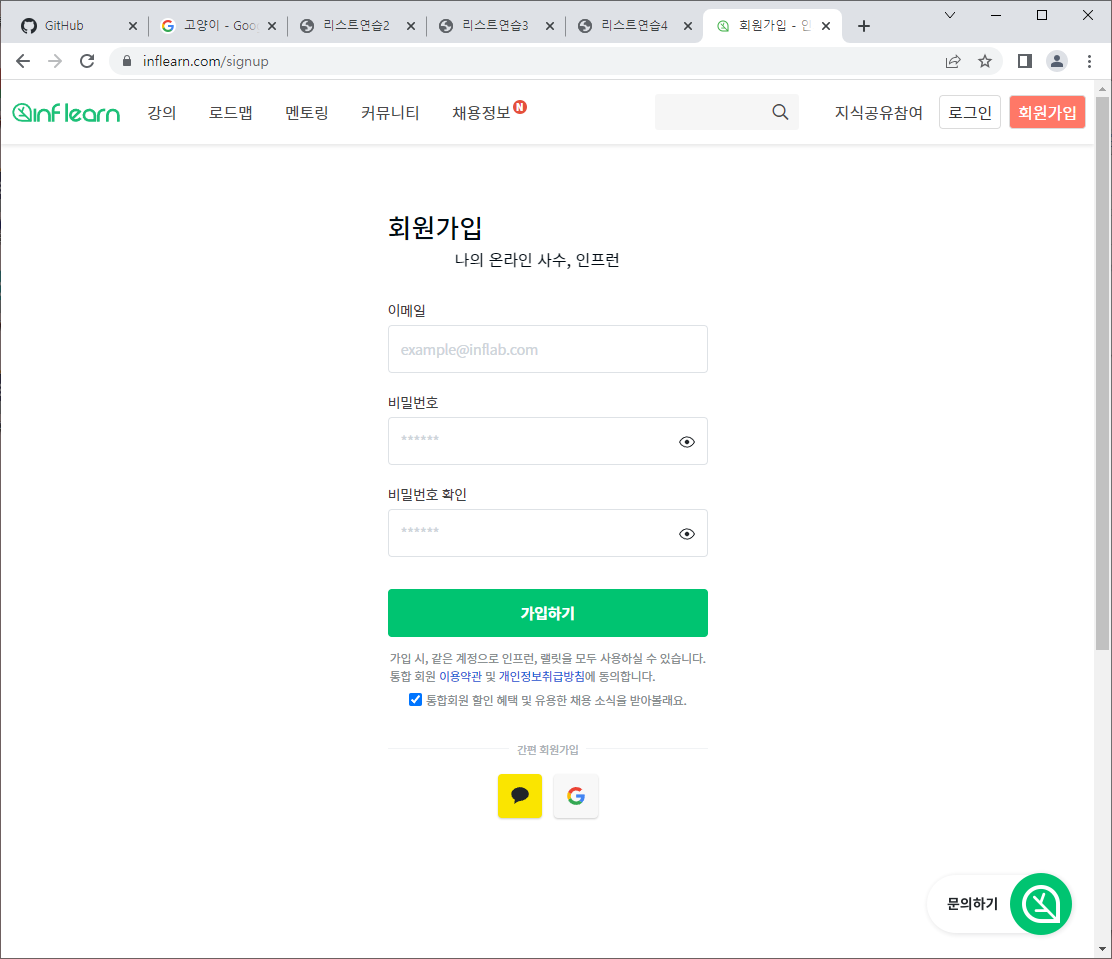 GitHub
고양이 - Goo
리스트연습2
리스트연습3
리스트연습4
회원가입 - 인
inflearn.com/signup
inflearn
강의
로드맵
멘토링
커뮤니티
채용정보
N
지식공유참여
로그인
회원가입
회원가입
나의 온라인 사수, 인프런
이메일
example@inflab.com
비밀번호
******
비밀번호 확인
******
가입하기
가입 시, 같은 계정으로 인프런, 랠릿을 모두 사용하실 수 있습니다.
통합 회원 이용약관 및 개인정보취급방침에 동의합니다.
통합회원 할인 혜택 및 유용한 채용 소식을 받아볼래요.
간편 회원가입
문의하기